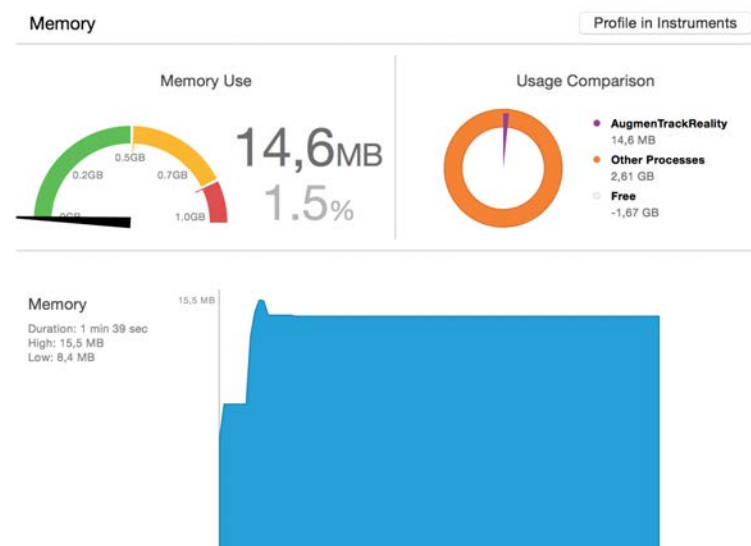 Memory
Profile in Instruments
Memory Use
0GB
0.2GB
0.5GB
0.7GB
1.0GB
14,6MB
1.5%
Usage Comparison
AugmenTrackReality
14,6 MB
Other Processes
2,61 GB
Free
-1,67 GB
Memory
Duration: 1 min 39 sec
High: 15,5 MB
Low: 8,4 MB
15,5 MB